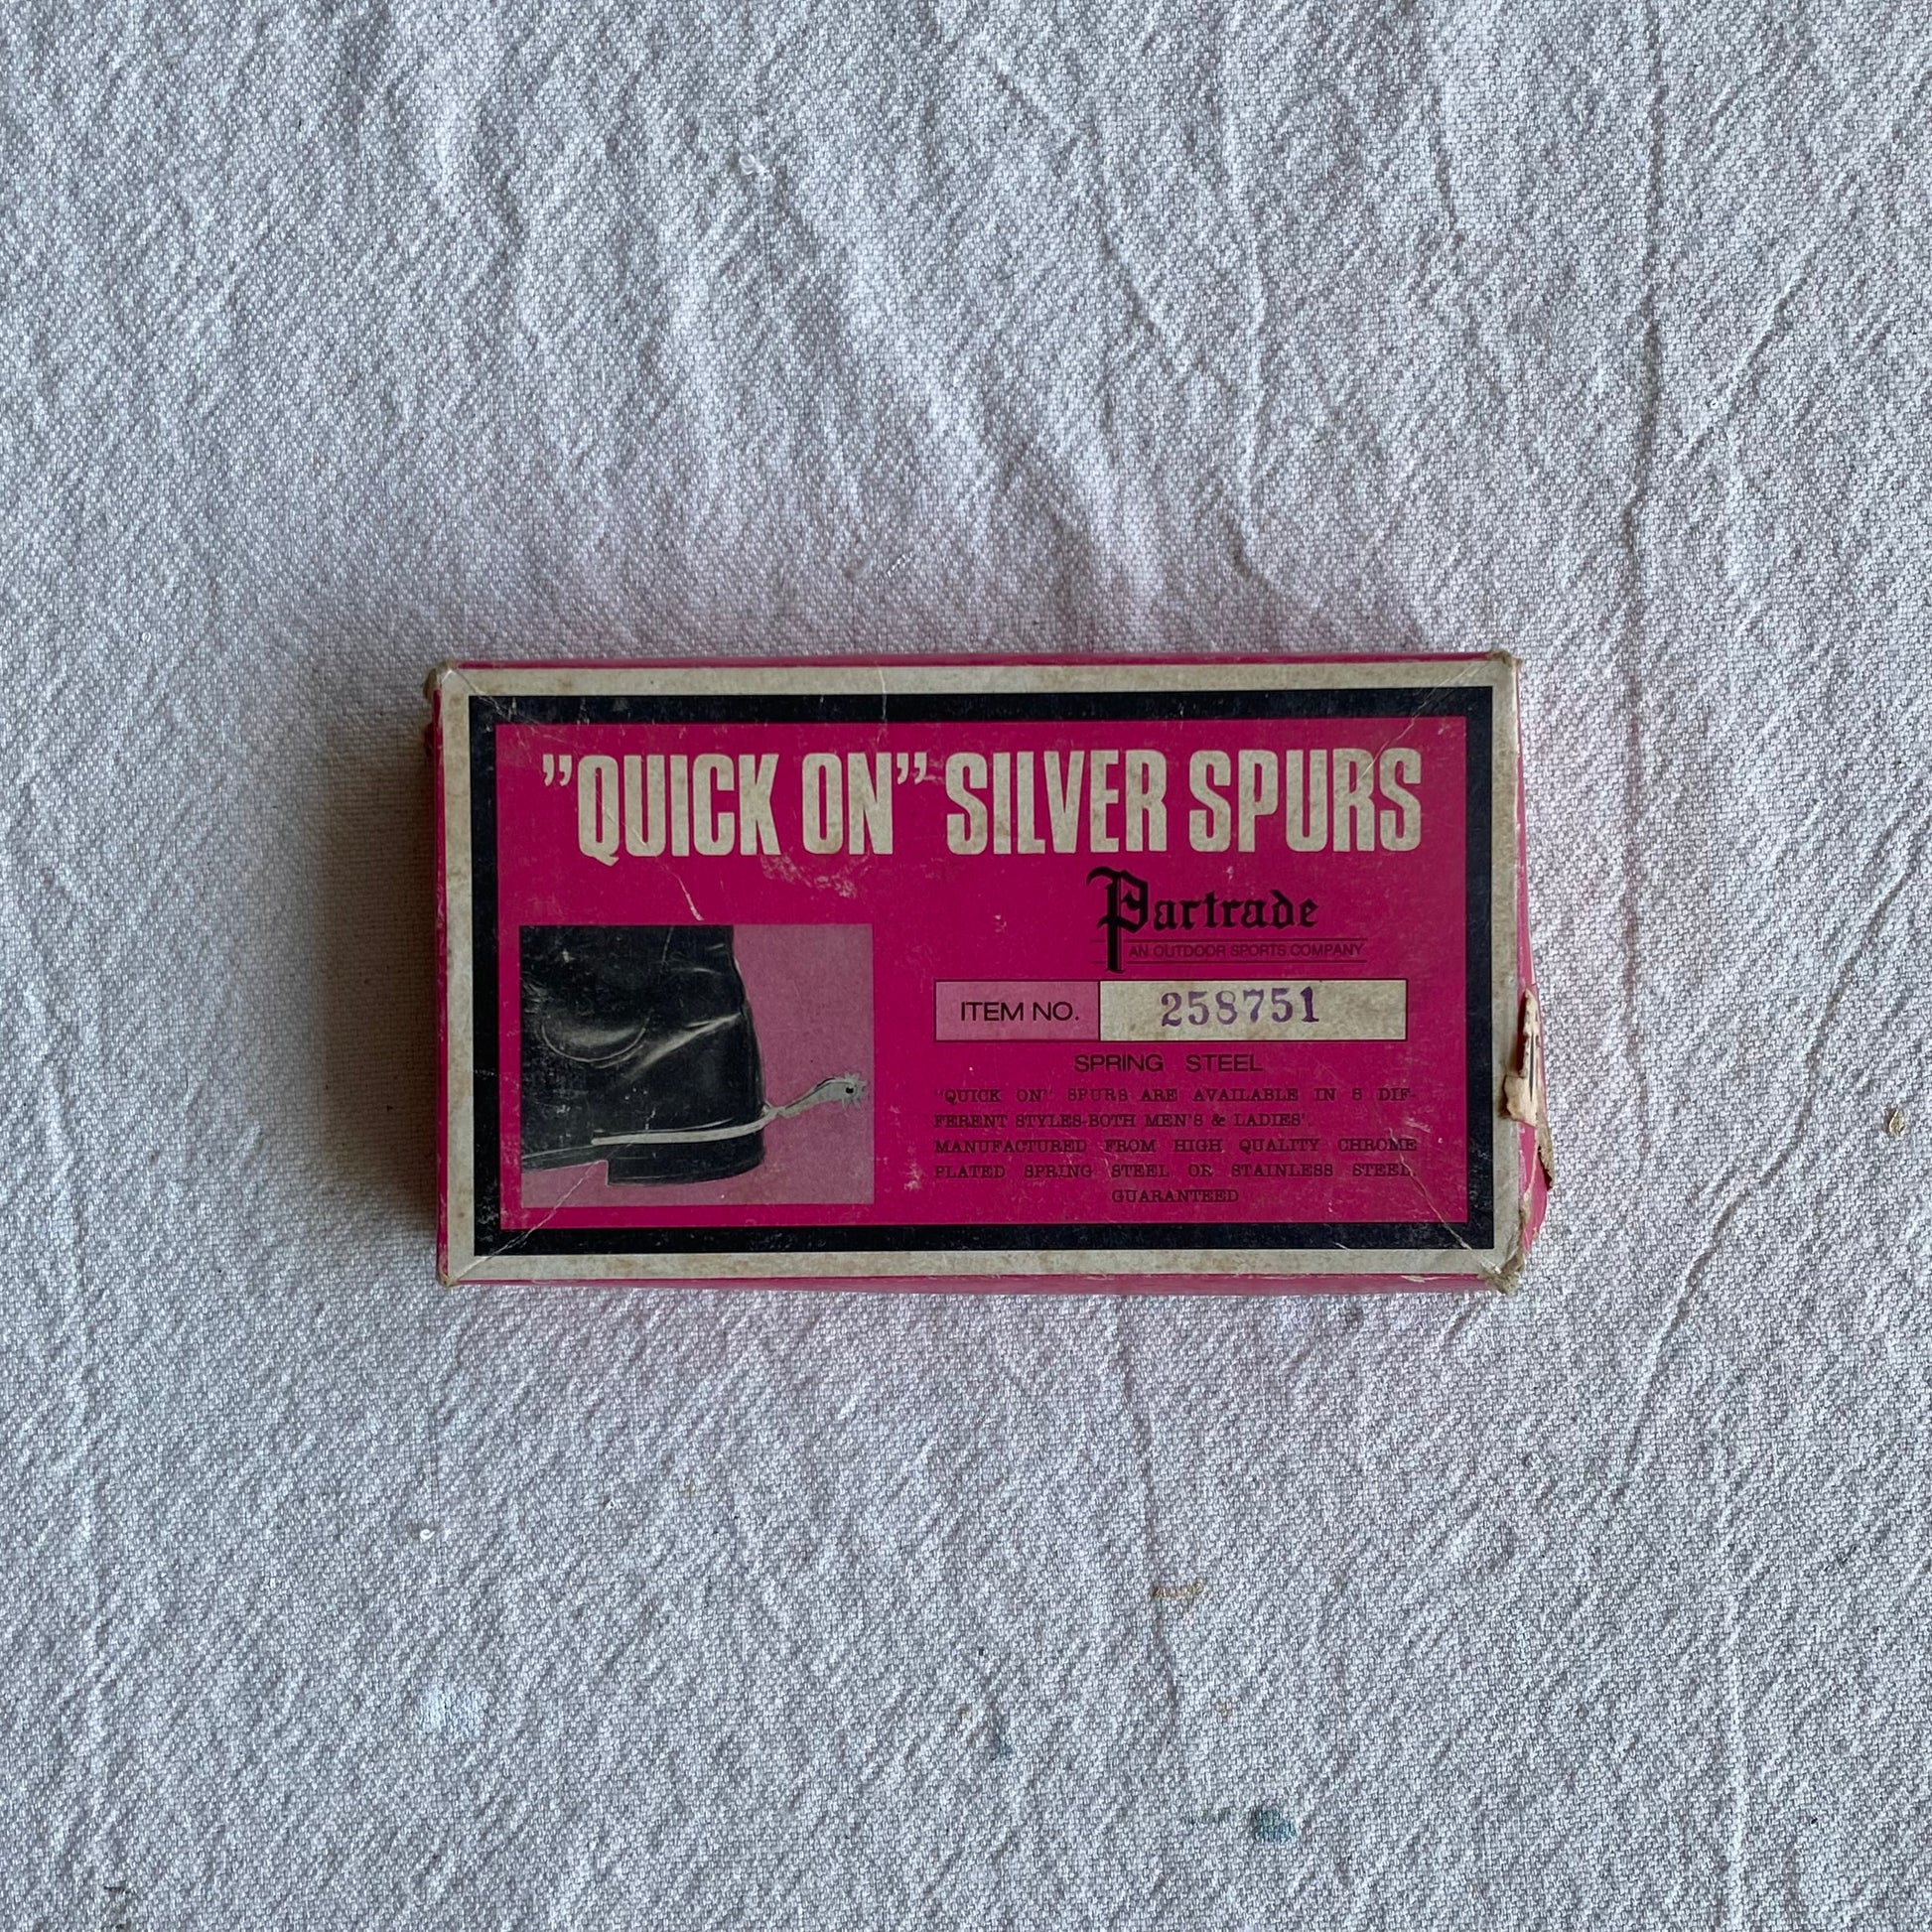 "QUICK ON" SILVER SPURS
Partrade
AN OUTDOOR SPORTS COMPANY
ITEM NO. 258751
SPRING STEEL
"QUICK ON" SPURS ARE AVAILABLE IN DIF-
FERENT STYLES-BOTH MEN'S & LADIES'.
MANUFACTURED FROM HIGH QUALITY CHROME
PLATED SPRING STEEL OR STAINLESS STEEL.
GUARANTEED